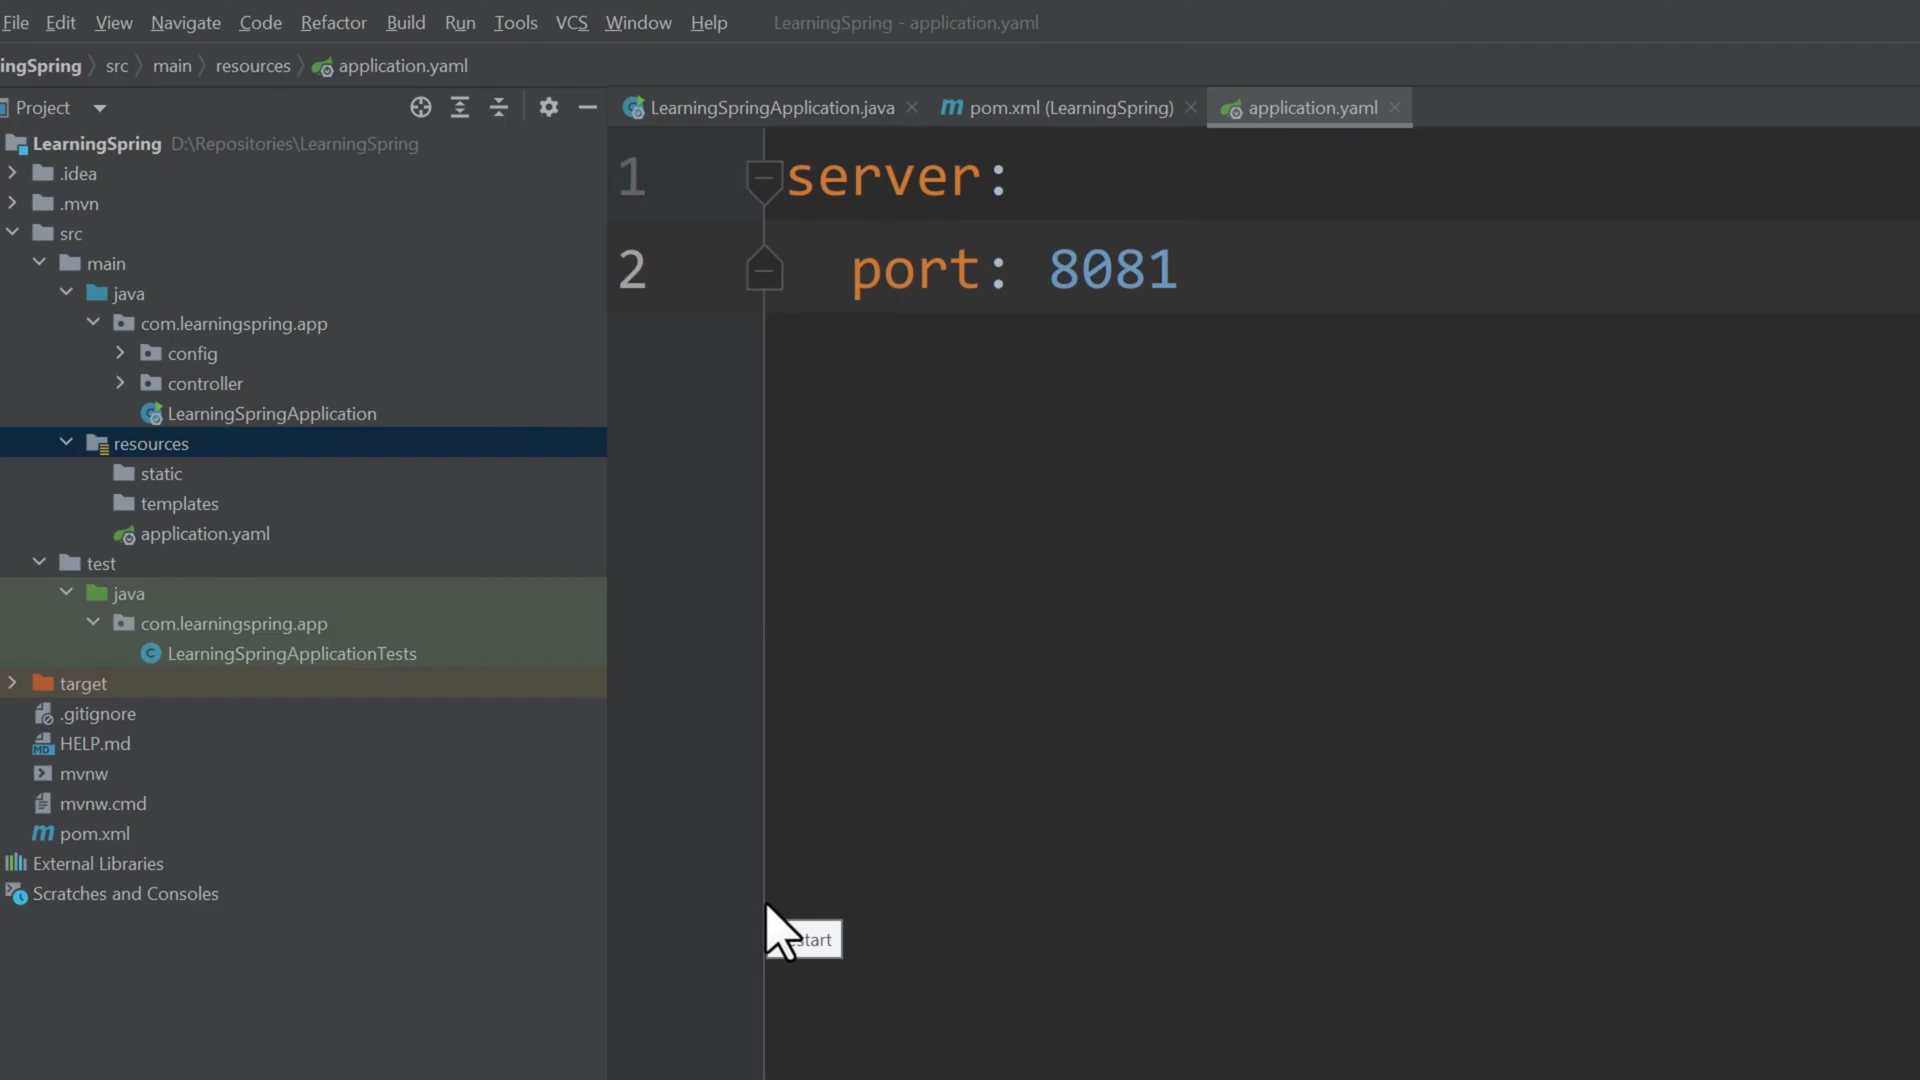 File Edit View Navigate Code Refactor Build Run Tools VCS Window Help LearningSpring - application.yaml
ingSpring src main resources application.yaml
Project
LearningSpringApplication.java
pom.xml (LearningSpring)
application.yaml
LearningSpring D:\Repositories\LearningSpring
.idea
.mvn
src
main
java
com.learningspring.app
config
controller
LearningSpringApplication
resources
static
templates
application.yaml
test
java
com.learningspring.app
LearningSpringApplicationTests
target
.gitignore
HELP.md
mvnw
mvnw.cmd
pom.xml
External Libraries
Scratches and Consoles
1 server:
2 port: 8081